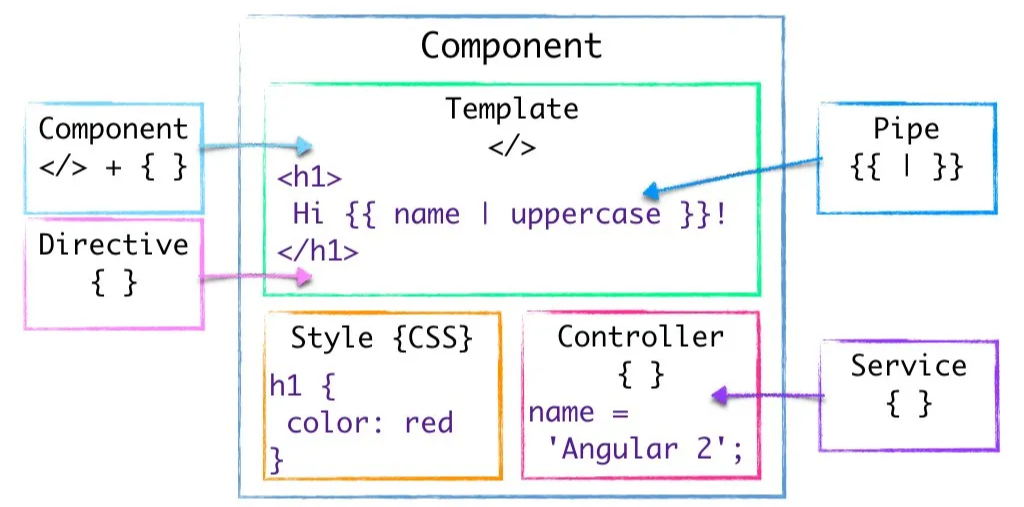 Component
Component
</> + { }
Directive
{ }
Template
</>
<h1>
Hi {{ name | uppercase }}!
</h1>
Style {CSS}
h1 {
color: red
}
Controller
{ }
name =
'Angular 2';
Pipe
{{ | }}
Service
{ }